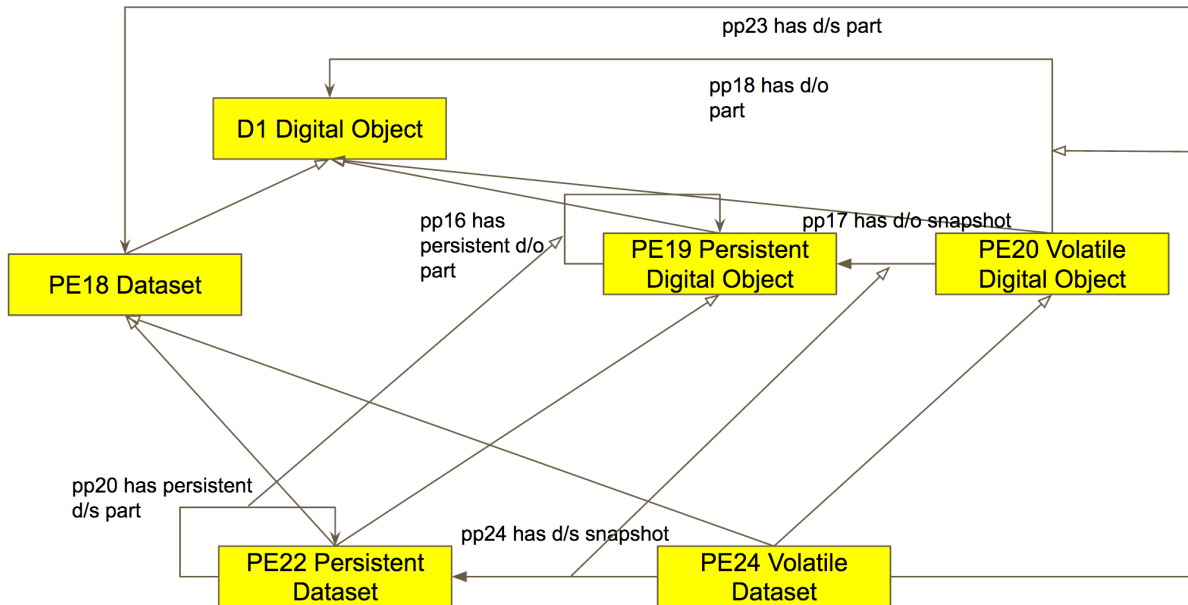 pp23 has d/s part
pp18 has d/o
part
D1 Digital Object
pp16 has
persistent d/o
part
pp17 has d/o snapshot
PE19 Persistent
Digital Object
PE20 Volatile
Digital Object
PE18 Dataset
pp20 has persistent
d/s part
pp24 has d/s snapshot
PE22 Persistent
Dataset
PE24 Volatile
Dataset